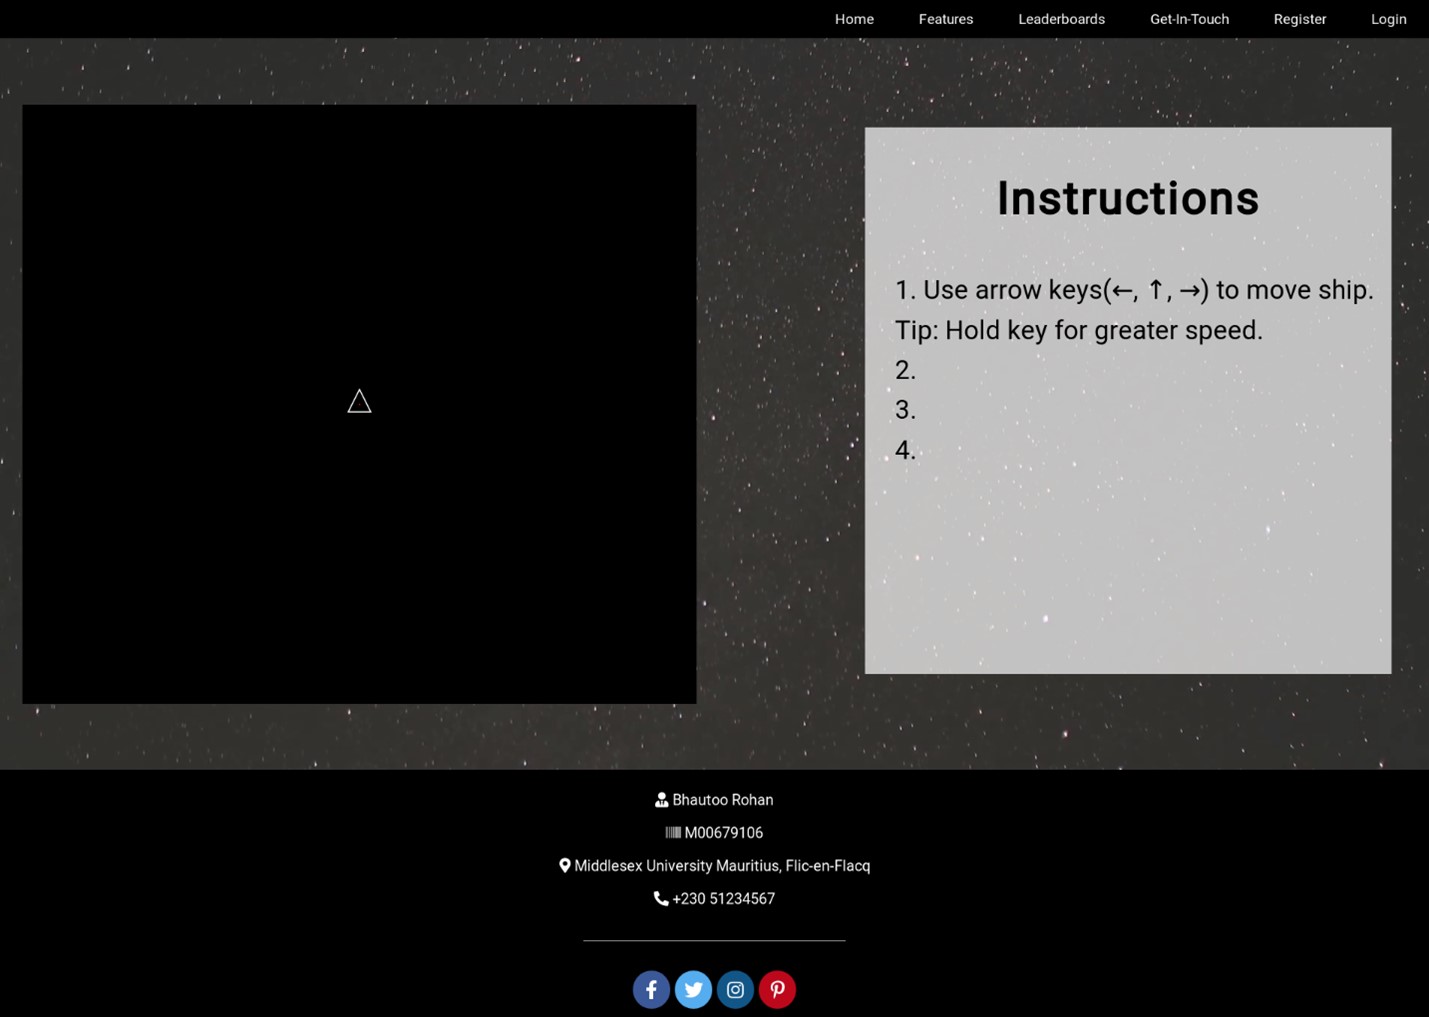 Home Features Leaderboards Get-In-Touch Register Login
Instructions
1. Use arrow keys(←, ↑, →) to move ship.
Tip: Hold key for greater speed.
2.
3.
4.
Bhautoo Rohan
M00679106
Middlesex University Mauritius, Flic-en-Flacq
+230 51234567